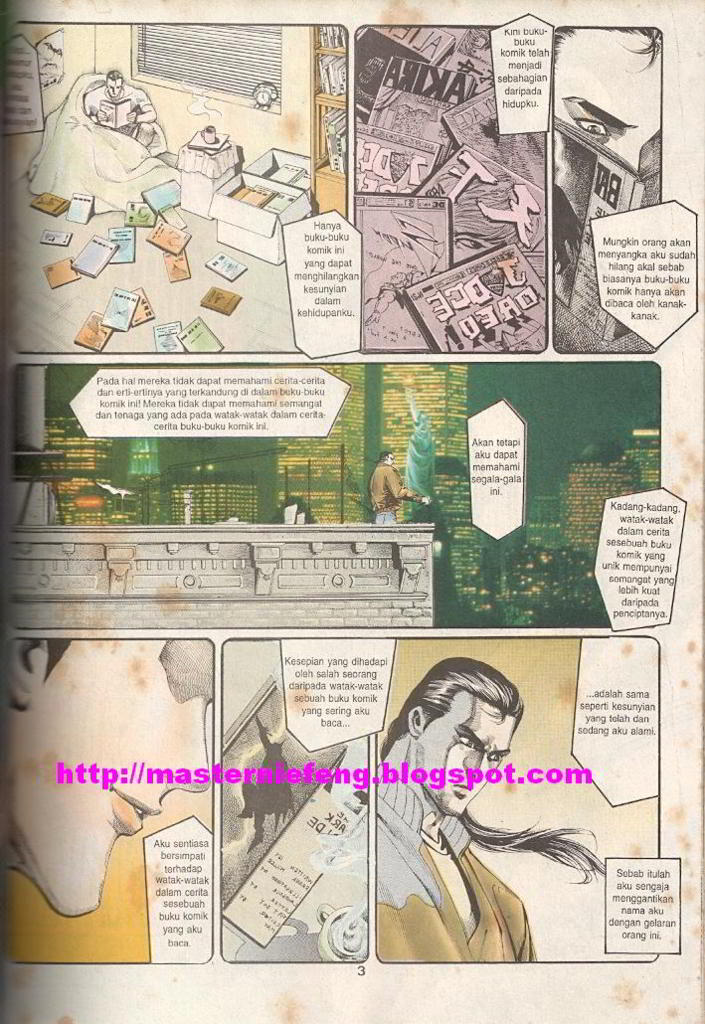 Hanya
buku-buku
komik ini
yang dapat
menghilangkan
kesunyian
dalam
kehidupanku.
AKIRA
Kini buku-
buku
komik telah
menjadi
sebahagian
daripada
hidupku.
Mungkin orang akan
menyangka aku sudah
hilang akal sebab
biasanya buku-buku
komik hanya akan
dibaca oleh kanak-
kanak.
Pada hal mereka tidak dapat memahami cerita-cerita
dan erti-ertinya yang terkandung di dalam buku-buku
komik ini! Mereka tidak dapat memahami semangat
dan tenaga yang ada pada watak-watak dalam cerita-
cerita buku-buku komik ini.
Akan tetapi
aku dapat
memahami
segala-gala
ini.
Kadang-kadang,
watak-watak
dalam cerita
sesebuah buku
komik yang
unik mempunyai
semangat yang
lebih kuat
daripada
penciptanya.
Aku sentiasa
bersimpati
terhadap
watak-watak
dalam cerita
sesebuah
buku komik
yang aku
baca.
Kesepian yang dihadapi
oleh salah seorang
daripada watak-watak
sebuah buku komik
yang sering aku
baca...
...adalah sama
seperti kesunyian
yang telah dan
sedang aku alami.
Sebab itulah
aku sengaja
menggantikan
nama aku
dengan gelaran
orang ini.
http://masterniefeng.blogspot.com
3